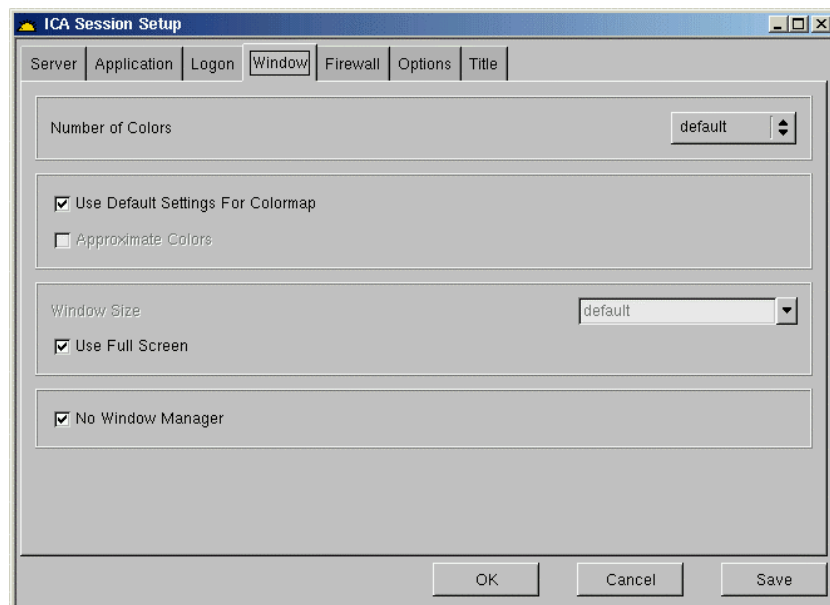 ICA Session Setup
Server Application Logon Window Firewall Options Title
Number of Colors default
Use Default Settings For Colormap
Approximate Colors
Window Size default
Use Full Screen
No Window Manager
OK Cancel Save